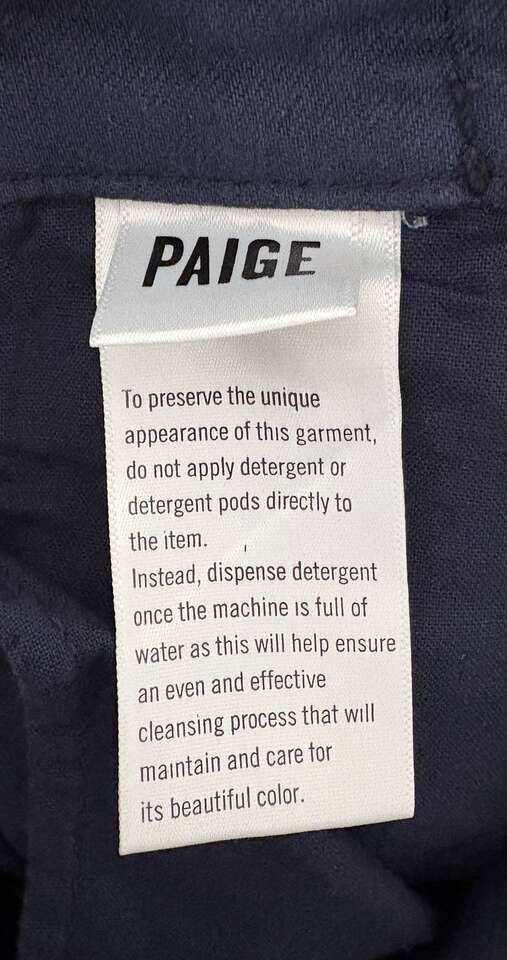 PAIGE
To preserve the unique
appearance of this garment,
do not apply detergent or
detergent pods directly to
the item.
Instead, dispense detergent
once the machine is full of
water as this will help ensure
an even and effective
cleansing process that will
maintain and care for
its beautiful color.